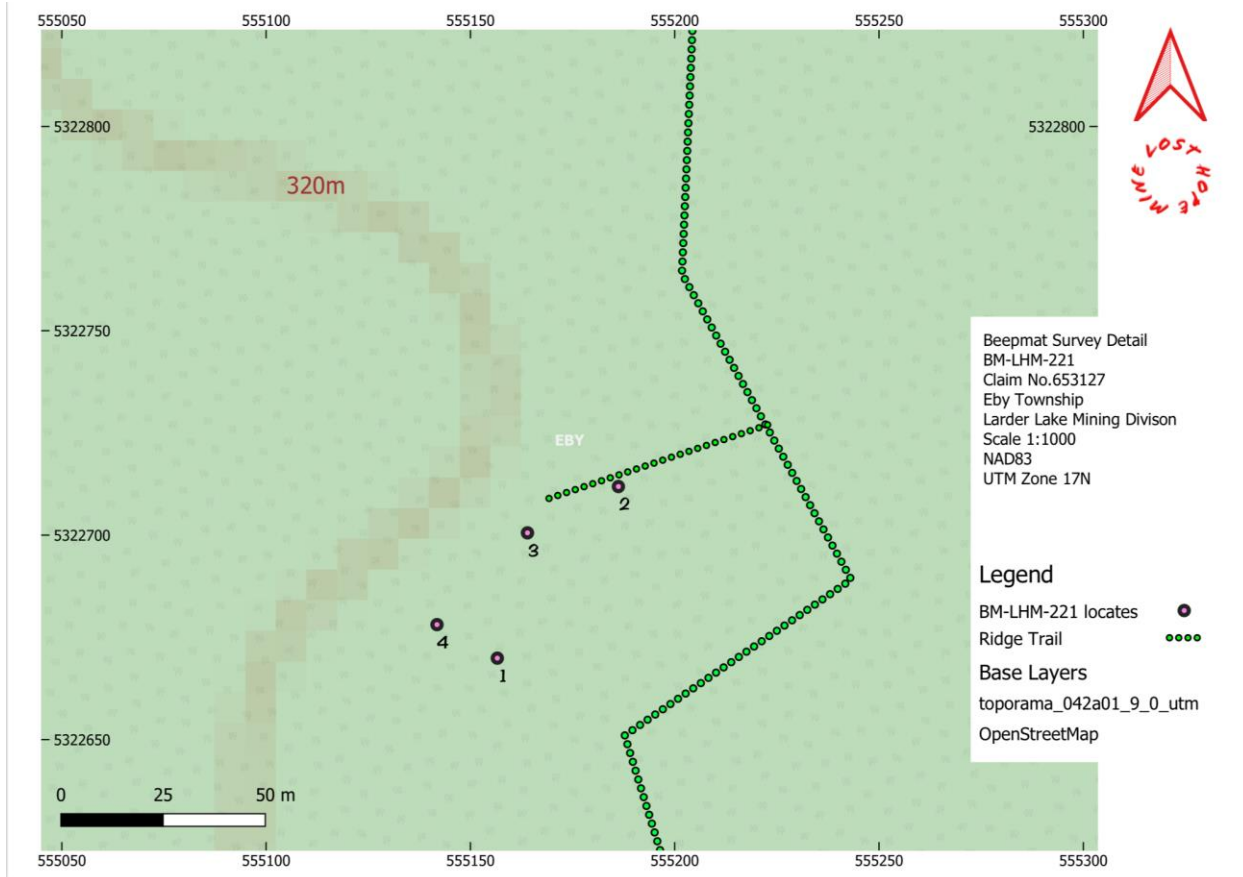 555050 555100 555150 555200 555250 555300
5322800 5322800
LOST HOPE MINE
320m
5322750
Beepmat Survey Detail
BM-LHM-221
Claim No.653127
Eby Township
Larder Lake Mining Divison
Scale 1:1000
NAD83
UTM Zone 17N
EBY
2
5322700
3
Legend
BM-LHM-221 locates
4
Ridge Trail
1
Base Layers
toporama_042a01_9_0_utm
OpenStreetMap
5322650
0 25 50 m
555050 555100 555150 555200 555250 555300